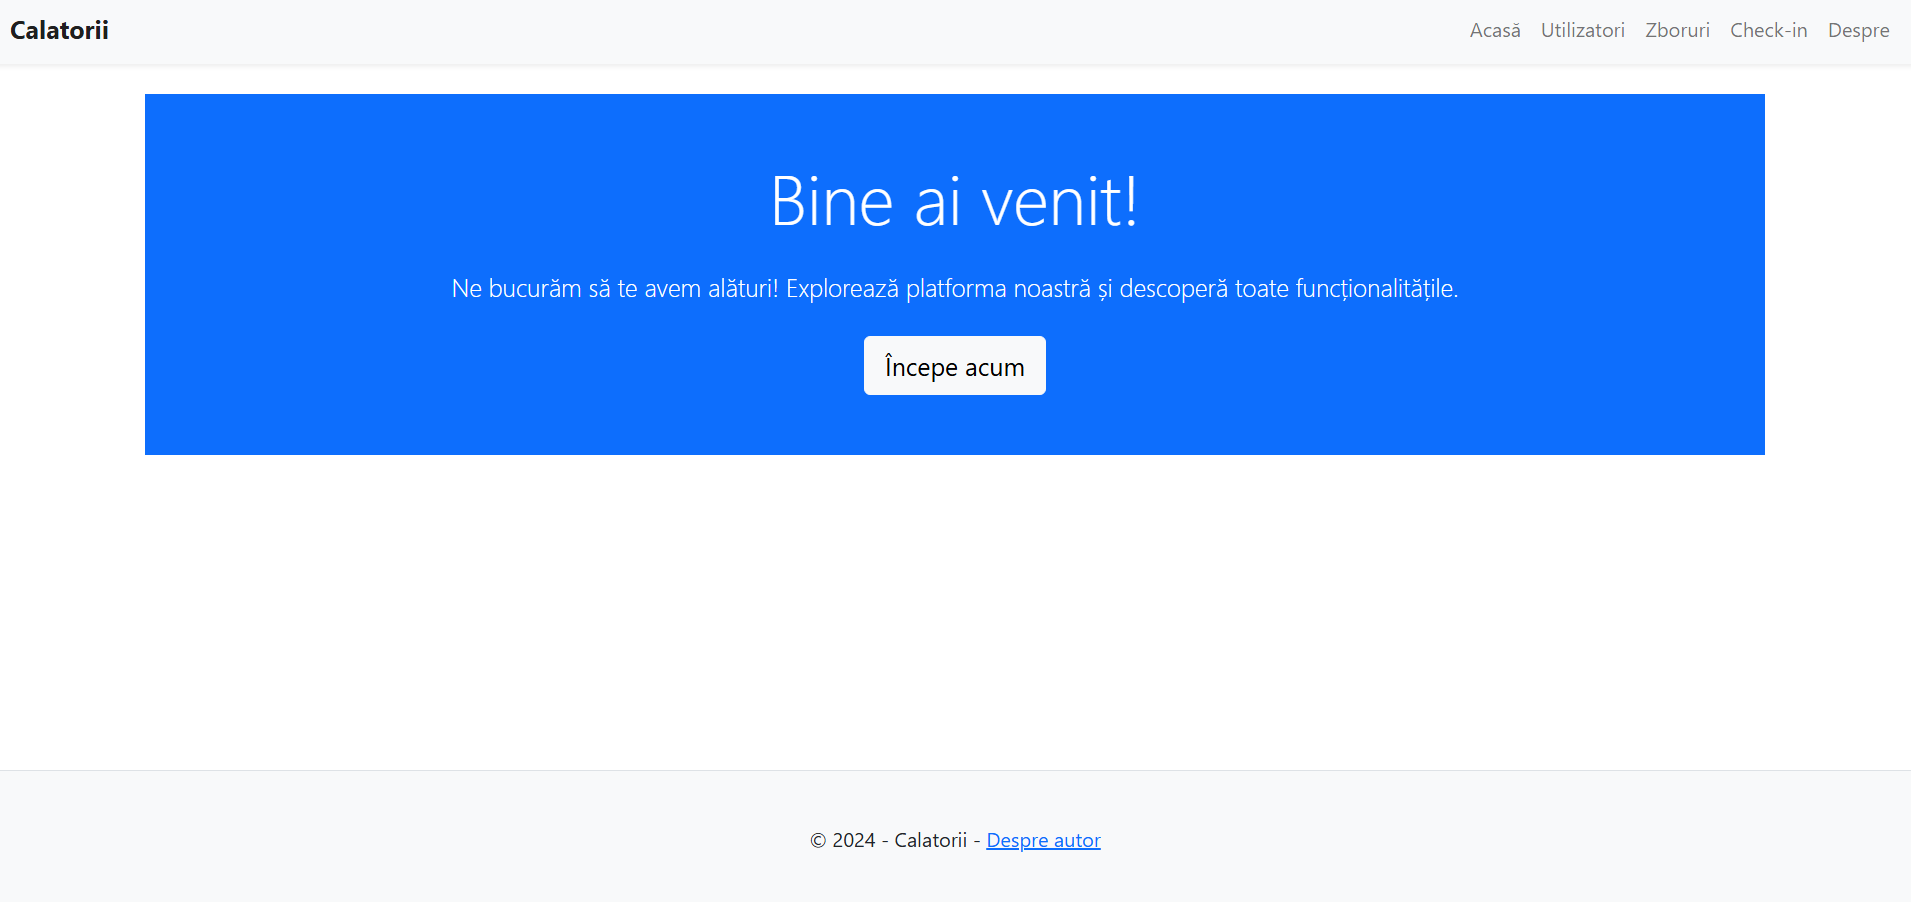 Calatorii
Acasă Utilizatori Zboruri Check-in Despre
Bine ai venit!
Ne bucurăm să te avem alături! Explorează platforma noastră și descoperă toate funcționalitățile.
Începe acum
© 2024 - Calatorii - Despre autor